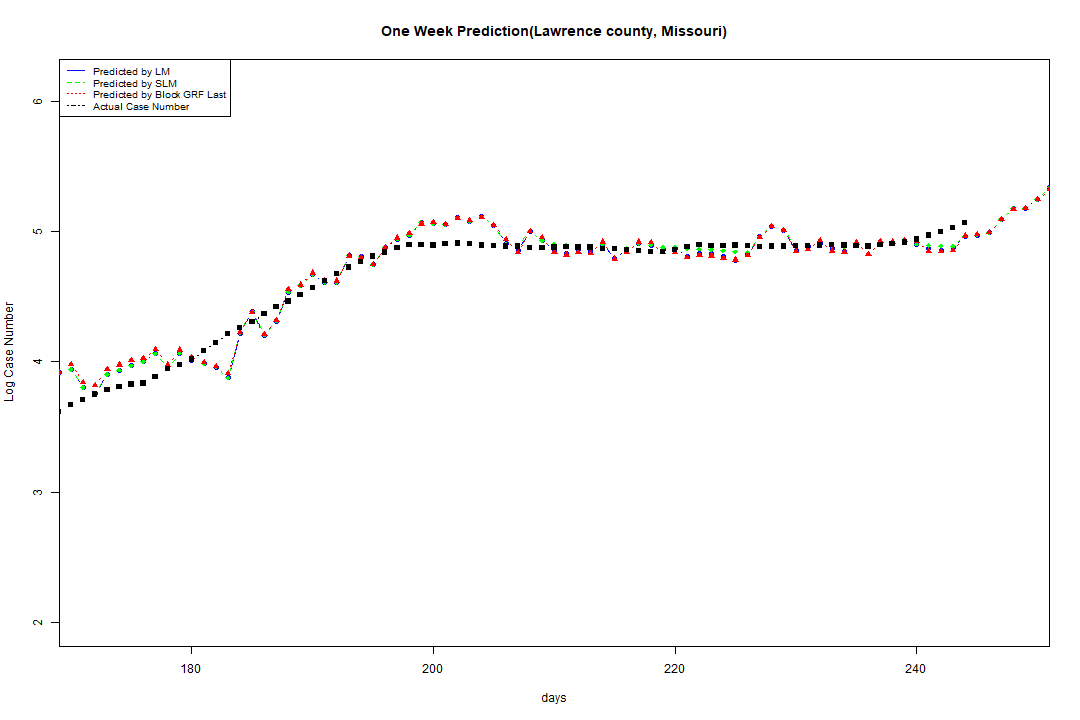 One Week Prediction(Lawrence county, Missouri)
Predicted by LM
Predicted by SLM
Predicted by Block GRF Last
Actual Case Number
6
5
4
3
2
Log Case Number
180 200 220 240
days